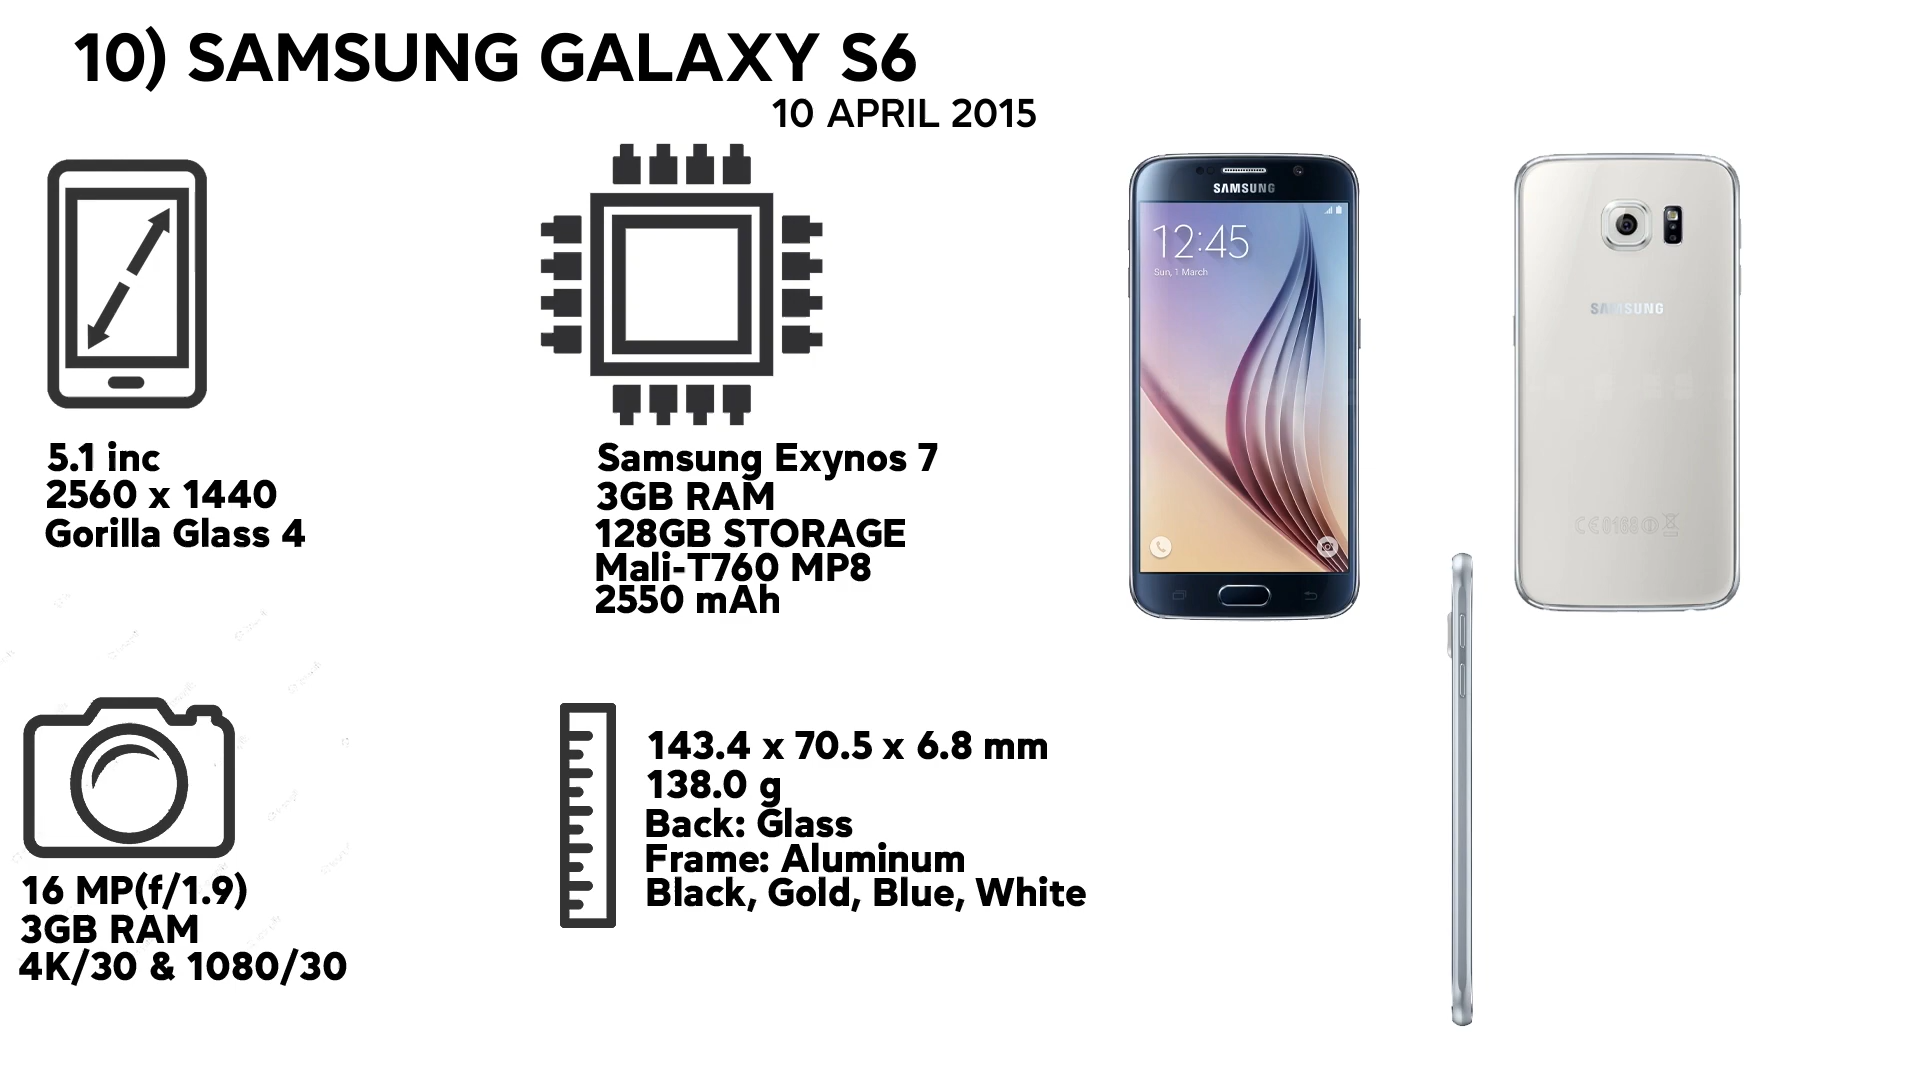 10) SAMSUNG GALAXY S6
10 APRIL 2015
5.1 inc
2560 x 1440
Gorilla Glass 4
Samsung Exynos 7
3GB RAM
128GB STORAGE
Mali-T760 MP8
2550 mAh
16 MP(f/1.9)
3GB RAM
4K/30 & 1080/30
143.4 x 70.5 x 6.8 mm
138.0 g
Back: Glass
Frame: Aluminum
Black, Gold, Blue, White
SAMSUNG
12:45
Sun, 1 March
SAMSUNG
CE0168